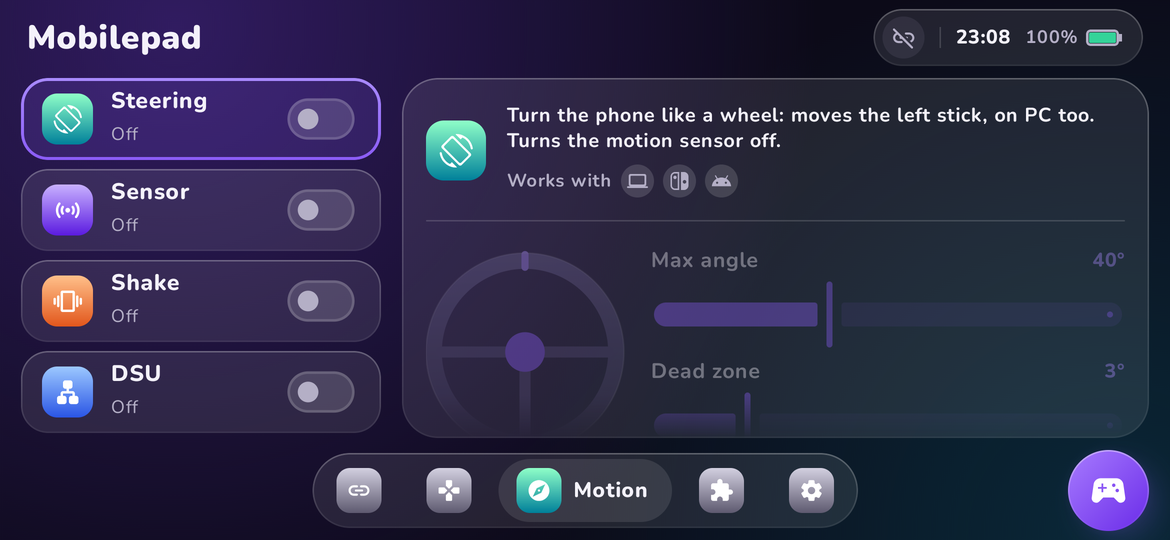 Mobilepad
23:08 100%
Steering
Off
Sensor
Off
Shake
Off
DSU
Off
Turn the phone like a wheel: moves the left stick, on PC too.
Turns the motion sensor off.
Works with
Max angle 40°
Dead zone 3°
Motion